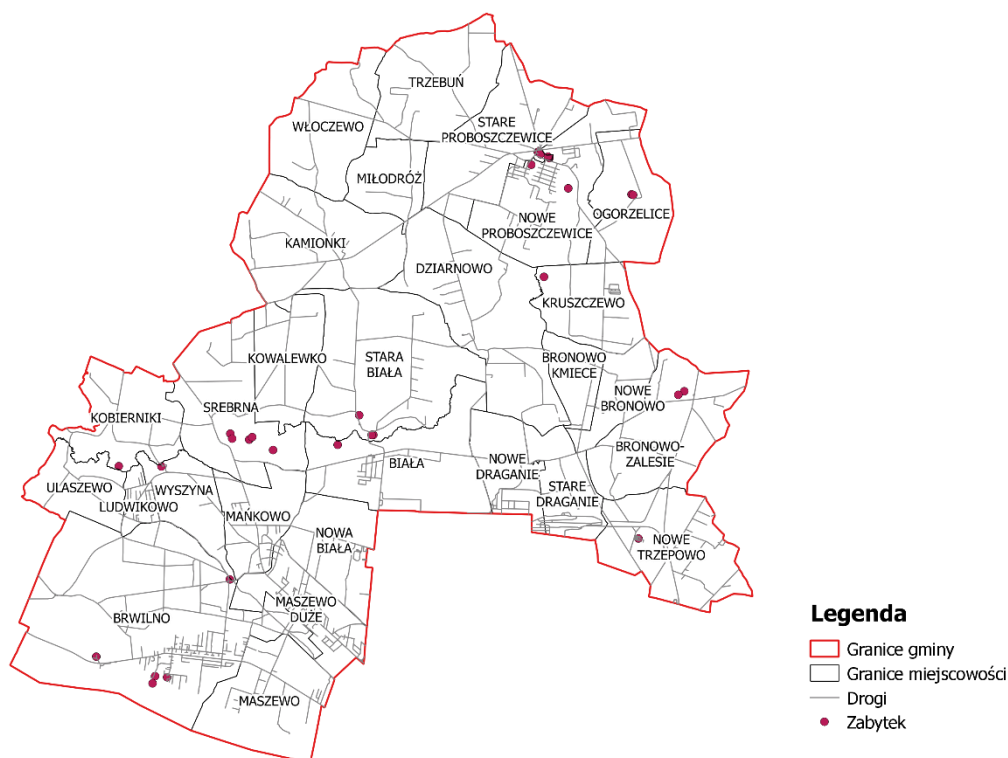 TRZEBUŃ
STARE
PROBOSZCZEWICE
WŁOCZEWO
MIŁODRÓŻ
OGORZELICE
NOWE
PROBOSZCZEWICE
KAMIONKI
DZIARNOWO
KRUSZCZEWO
KOWALEWKO
STARA
BIAŁA
BRONOWO
KMIECE
NOWE
BRONOWO
SREBRNA
KOBIERNIKI
BRONOWO-
ZALESIE
BIAŁA
NOWE
DRAGANIE
ULASZEWO
WYSZYNA
LUDWIKOWO
STARE
DRAGANIE
MAŃKOWO
NOWA
BIAŁA
NOWE
TRZEPOWO
MASZEWO
DUŻE
BRWILNO
MASZEWO
Legenda
Granice gminy
Granice miejscowości
Drogi
Zabytek